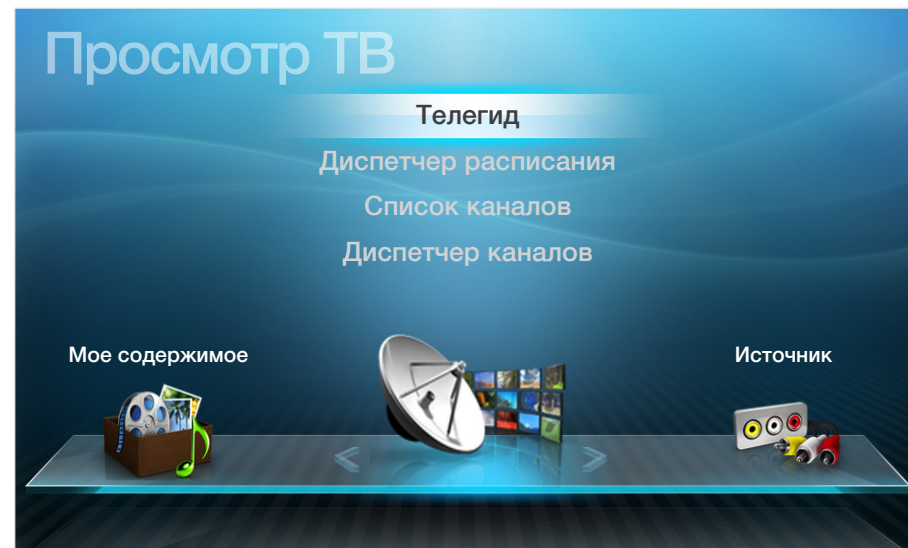 Просмотр ТВ
Телегид
Диспетчер расписания
Список каналов
Диспетчер каналов
Мое содержимое
Источник